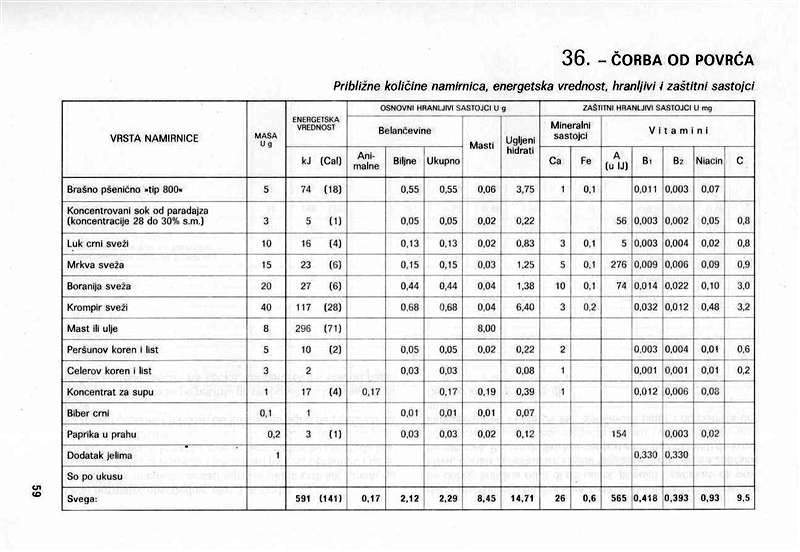 36. – ČORBA OD POVRĆA
Približne količine namirnica, energetska vrednost, hranljivi i zaštitni sastojci
VRSTA NAMIRNICE MASA U g ENERGETSKA VREDNOST OSNOVNI HRANLJIVI SASTOJCI U g ZAŠTITNI HRANLJIVI SASTOJCI U mg
Belančevine Masti Ugljeni hidrati Mineralni sastojci Vitamini
kJ (Cal) Ani-malne Biljne Ukupno Ca Fe A (u IJ) B1 B2 Niacin C
Brašno pšenično »tip 800« 5 74 (18) 0,55 0,55 0,06 3,75 1 0,1 0,011 0,003 0,07
Koncentrovani sok od paradajza
(koncentracije 28 do 30% s.m.) 3 5 (1) 0,05 0,05 0,02 0,22 56 0,003 0,002 0,05 0,8
Luk crni sveži 10 16 (4) 0,13 0,13 0,02 0,83 3 0,1 5 0,003 0,004 0,02 0,8
Mrkva sveža 15 23 (6) 0,15 0,15 0,03 1,25 5 0,1 276 0,009 0,006 0,09 0,9
Boranija sveža 20 27 (6) 0,44 0,44 0,04 1,38 10 0,1 74 0,014 0,022 0,10 3,0
Krompir sveži 40 117 (28) 0,68 0,68 0,04 6,40 3 0,2 0,032 0,012 0,48 3,2
Mast ili ulje 8 296 (71) 8,00
Peršunov koren i list 5 10 (2) 0,05 0,05 0,02 0,22 2 0,003 0,004 0,01 0,6
Celerov koren i list 3 2 0,03 0,03 0,08 1 0,001 0,001 0,01 0,2
Koncentrat za supu 1 17 (4) 0,17 0,17 0,19 0,39 1 0,012 0,006 0,08
Biber crni 0,1 1 0,01 0,01 0,01 0,07
Paprika u prahu 0,2 3 (1) 0,03 0,03 0,02 0,12 154 0,003 0,02
Dodatak jelima 1 0,330 0,330
So po ukusu
Svega: 591 (141) 0,17 2,12 2,29 8,45 14,71 26 0,6 565 0,418 0,393 0,93 9,5
59